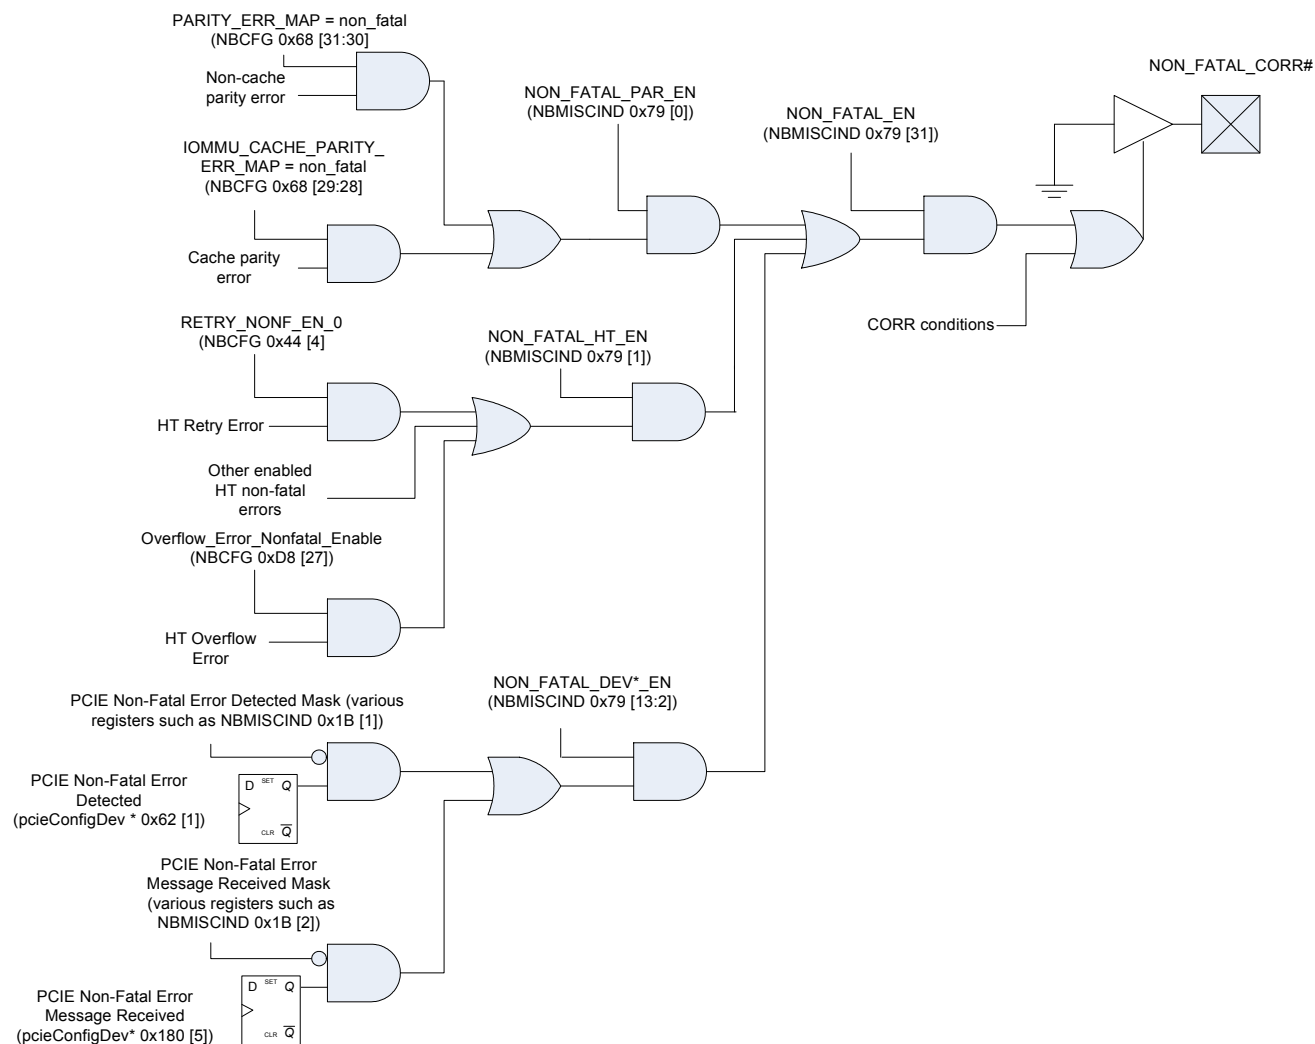 PARITY_ERR_MAP = non_fatal
(NBCFG 0x68 [31:30]
Non-cache
parity error
IOMMU_CACHE_PARITY_
ERR_MAP = non_fatal
(NBCFG 0x68 [29:28]
Cache parity
error
NON_FATAL_PAR_EN
(NBMISCIND 0x79 [0])
NON_FATAL_EN
(NBMISCIND 0x79 [31])
NON_FATAL_CORR#
CORR conditions
RETRY_NONF_EN_0
(NBCFG 0x44 [4]
HT Retry Error
NON_FATAL_HT_EN
(NBMISCIND 0x79 [1])
Other enabled
HT non-fatal
errors
Overflow_Error_Nonfatal_Enable
(NBCFG 0xD8 [27])
HT Overflow
Error
PCIE Non-Fatal Error Detected Mask (various
registers such as NBMISCIND 0x1B [1])
NON_FATAL_DEV*_EN
(NBMISCIND 0x79 [13:2])
PCIE Non-Fatal Error
Detected
(pcieConfigDev * 0x62 [1])
D SET Q
CLR Q
PCIE Non-Fatal Error
Message Received Mask
(various registers such as
NBMISCIND 0x1B [2])
PCIE Non-Fatal Error
Message Received
(pcieConfigDev* 0x180 [5])
D SET Q
CLR Q